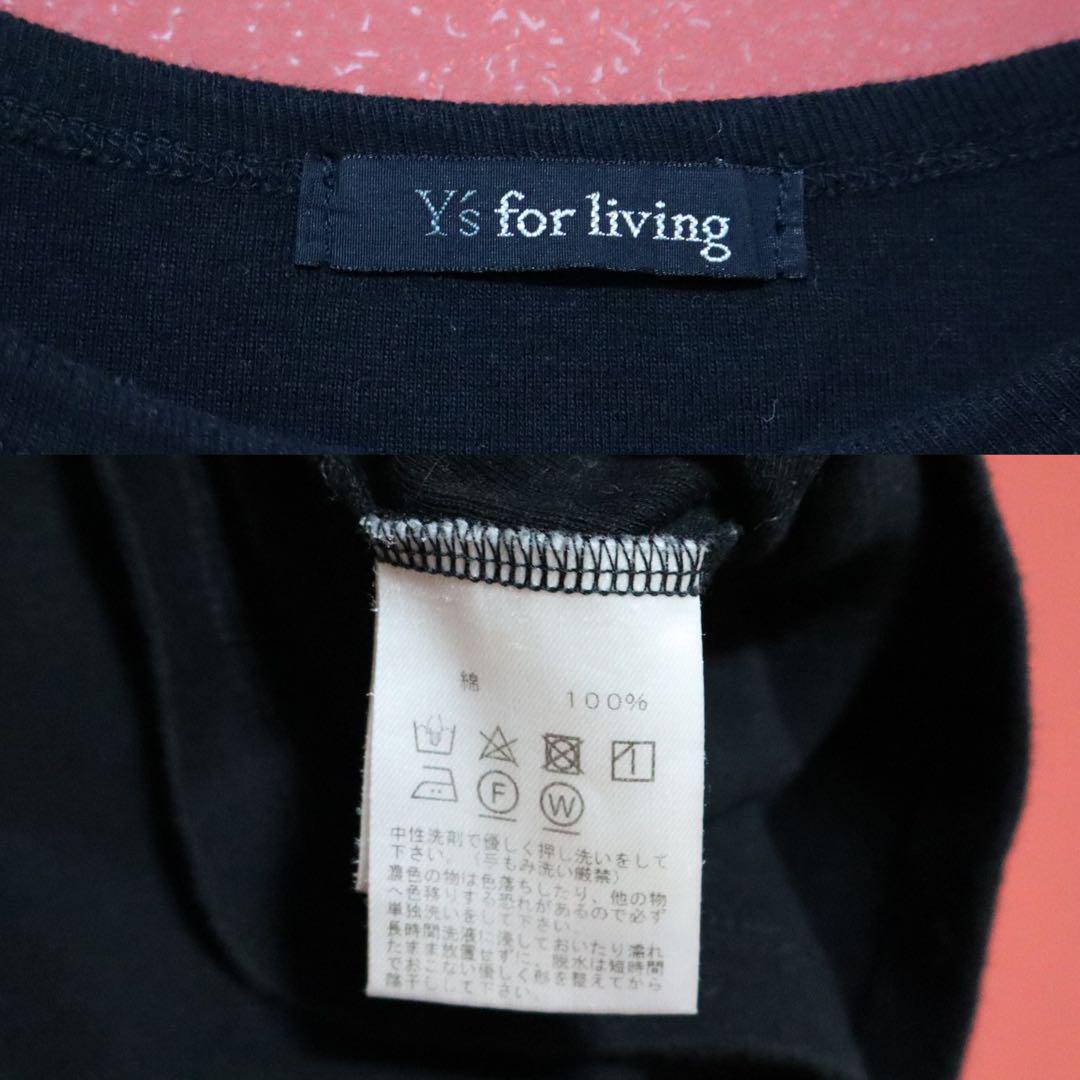 Y's for living
綿
100%
F W
中性洗剤で優しく押し洗いをして
下さい。(手もみ洗い厳禁)
濃色の物は色落ちしたり、他の物
へ色移りする恐れがあるので必ず
単独洗いをして下さい。
長時間洗液に浸しておいたり濡れ
たまま放置せずに、脱水は短時間
でおこない優しく形を整えてから
陰干しして下さい。